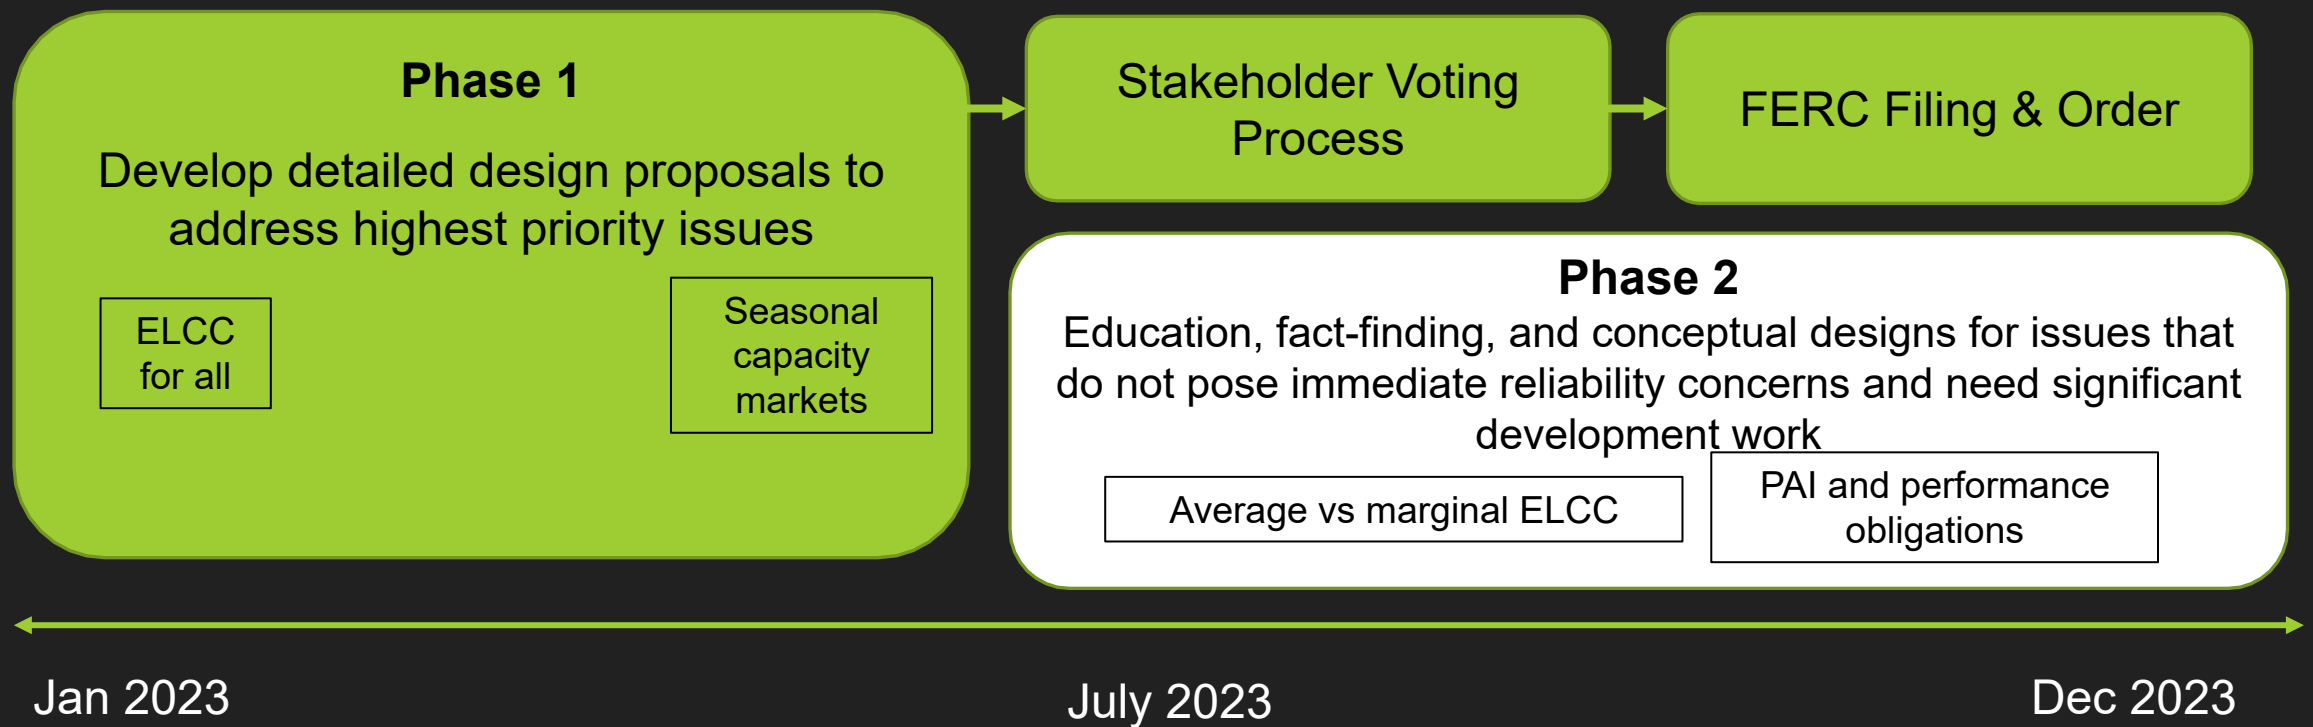 Phase 1
Develop detailed design proposals to
address highest priority issues
ELCC
for all
Seasonal
capacity
markets
Stakeholder Voting
Process
FERC Filing & Order
Phase 2
Education, fact-finding, and conceptual designs for issues that
do not pose immediate reliability concerns and need significant
development work
Average vs marginal ELCC
PAI and performance
obligations
Jan 2023
July 2023
Dec 2023